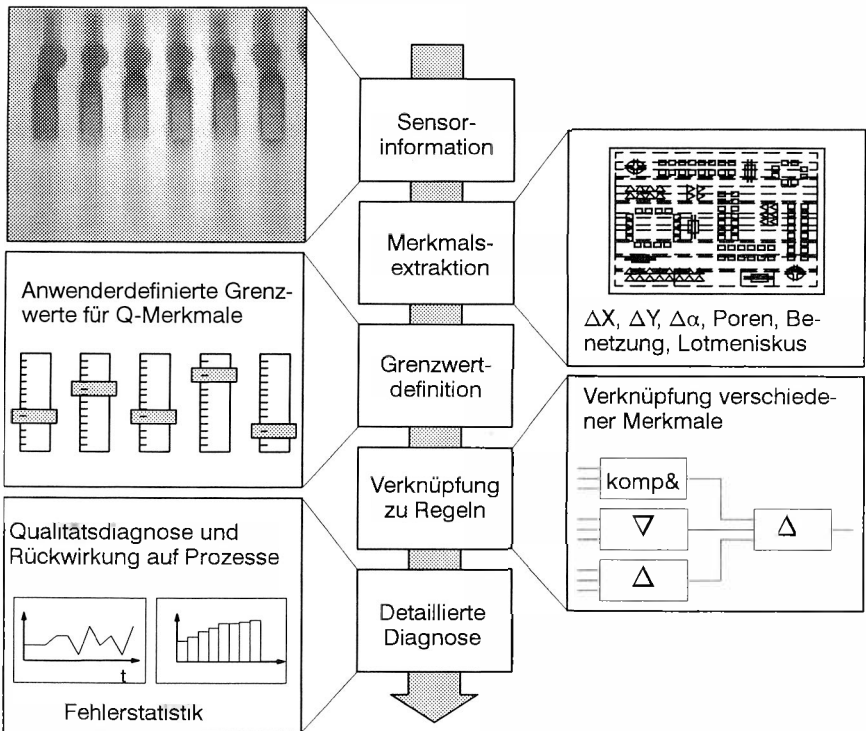 Sensor-
information
Merkmals-
extraktion
ΔX, ΔY, Δα, Poren, Be-
netzung, Lotmeniskus
Anwenderdefinierte Grenz-
werte für Q-Merkmale
Grenzwert-
definition
Verknüpfung verschiede-
ner Merkmale
komp&
∇
Δ
Δ
Verknüpfung
zu Regeln
Qualitätsdiagnose und
Rückwirkung auf Prozesse
t
Fehlerstatistik
Detaillierte
Diagnose